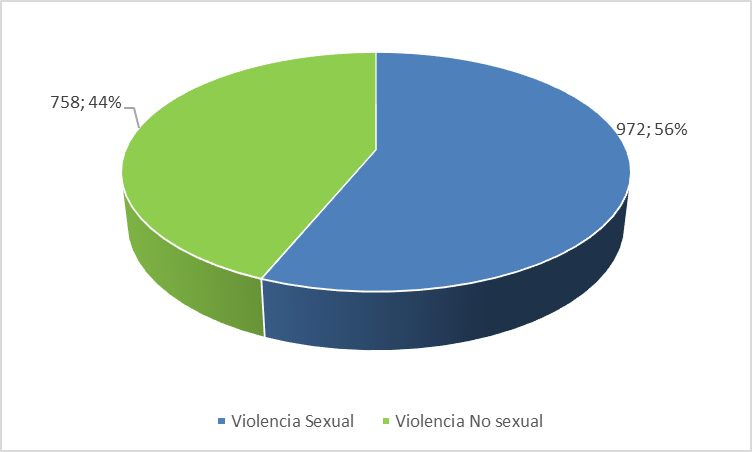 758; 44%
972; 56%
Violencia Sexual
Violencia No sexual